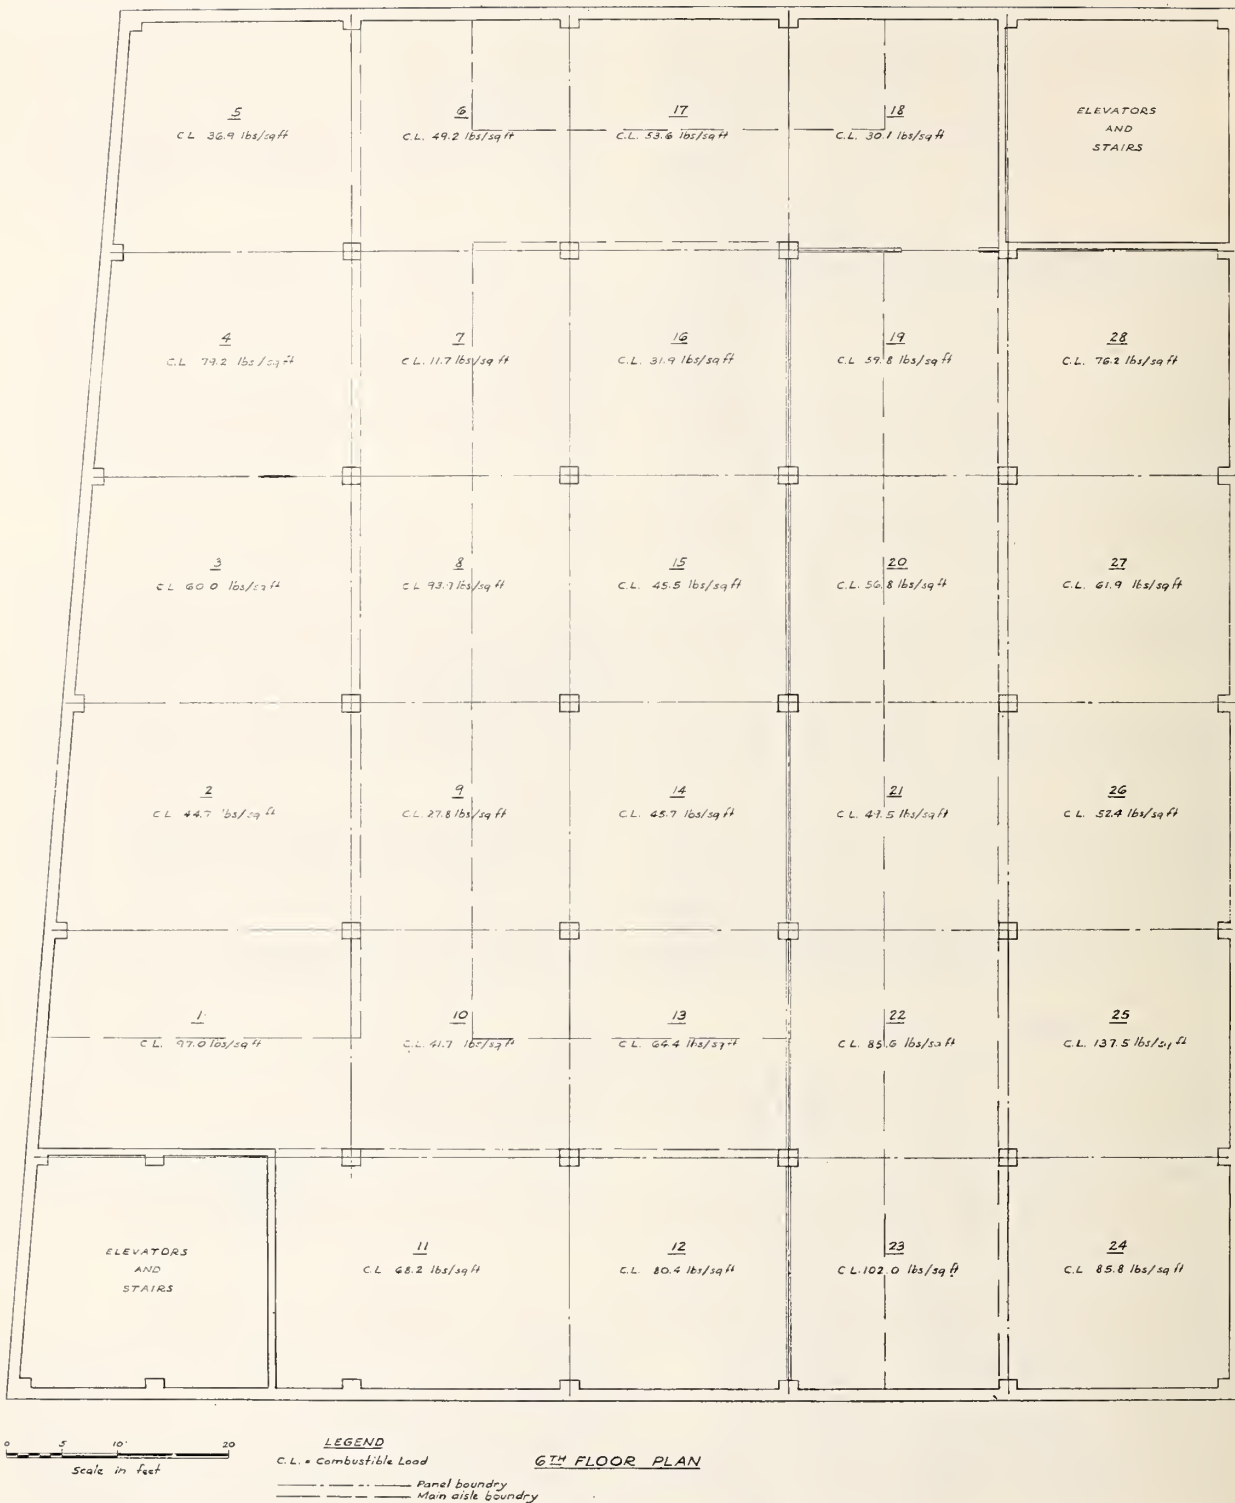 5
C.L. 36.9 lbs/sq ft
6
C.L. 49.2 lbs/sq ft
17
C.L. 53.6 lbs/sq ft
18
C.L. 30.1 lbs/sq ft
ELEVATORS
AND
STAIRS
4
C.L. 79.2 lbs/sq ft
7
C.L. 11.7 lbs/sq ft
16
C.L. 31.9 lbs/sq ft
19
C.L. 59.8 lbs/sq ft
28
C.L. 76.2 lbs/sq ft
3
C.L. 60.0 lbs/sq ft
8
C.L. 93.9 lbs/sq ft
15
C.L. 45.5 lbs/sq ft
20
C.L. 56.8 lbs/sq ft
27
C.L. 61.9 lbs/sq ft
2
C.L. 44.7 lbs/sq ft
9
C.L. 27.8 lbs/sq ft
14
C.L. 45.7 lbs/sq ft
21
C.L. 49.5 lbs/sq ft
26
C.L. 52.4 lbs/sq ft
1
C.L. 97.0 lbs/sq ft
10
C.L. 41.7 lbs/sq ft
13
C.L. 64.4 lbs/sq ft
22
C.L. 85.6 lbs/sq ft
25
C.L. 137.5 lbs/sq ft
ELEVATORS
AND
STAIRS
11
C.L. 68.2 lbs/sq ft
12
C.L. 80.4 lbs/sq ft
23
C.L. 102.0 lbs/sq ft
24
C.L. 85.8 lbs/sq ft
0 5 10' 20
Scale in feet
LEGEND
C.L. = Combustible Load
Panel boundry
Main aisle boundry
6TH FLOOR PLAN